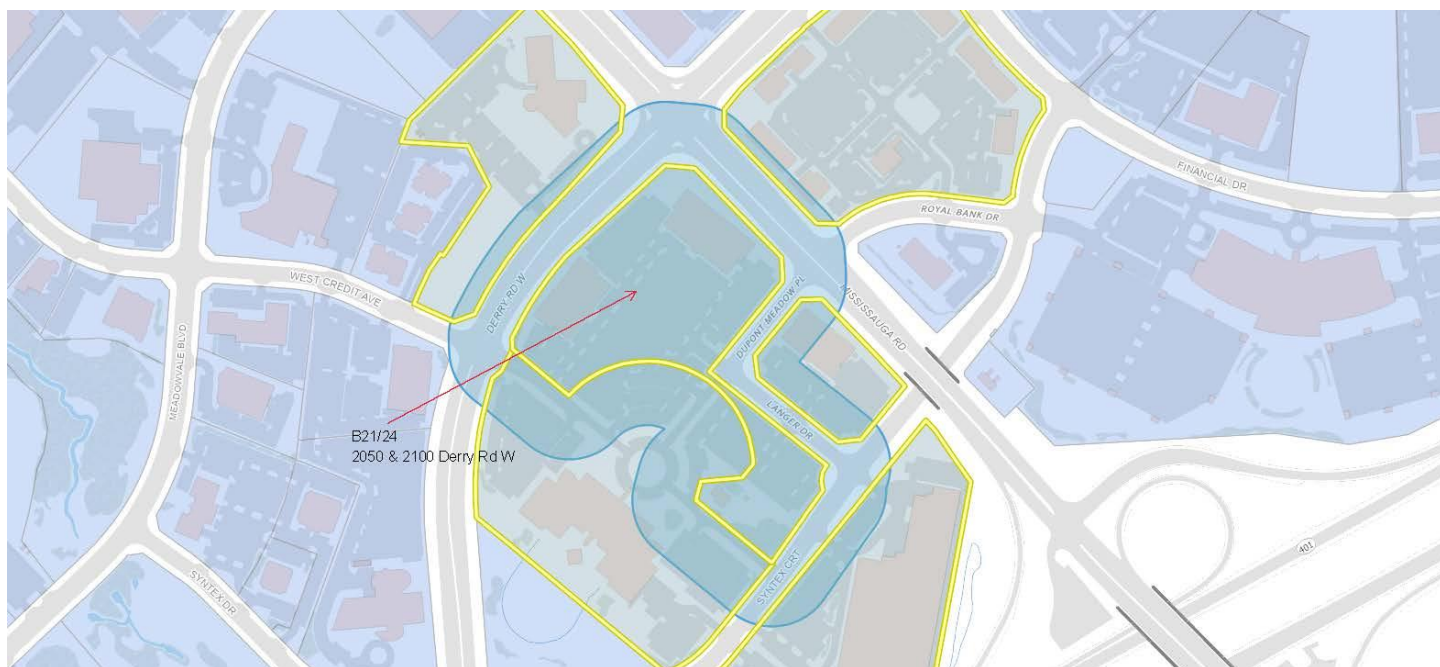 FINANCIAL DR
ROYAL BANK DR
WEST CREDIT AVE
DERRY RD W
DUPONT MEADOW PL
MISSISSAUGA RD
MEADOWVALE BLVD
LANGER DR
B21/24
2050 & 2100 Derry Rd W
401
SYNTEX DR
SYNTEX CRT